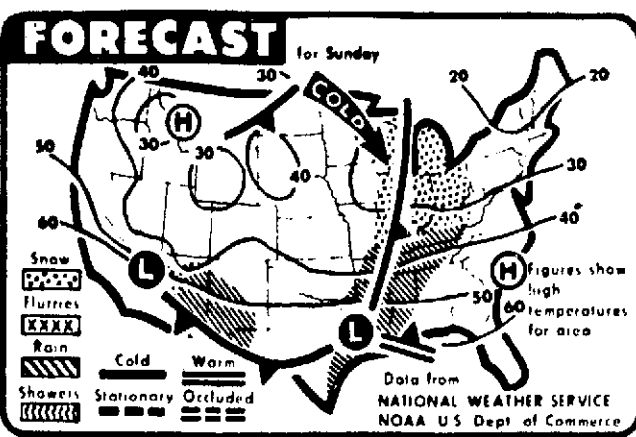 FORECAST
for Sunday
40
30
20
20
COLD
H
30
30
50
40
30
60
40°
L
H
Figures show
high
temperatures
for area
50
60
L
Snow
Flurries
XXXX
Rain
Showers
Cold
Warm
Stationary
Occluded
Data from
NATIONAL WEATHER SERVICE
NOAA U S Dept of Commerce